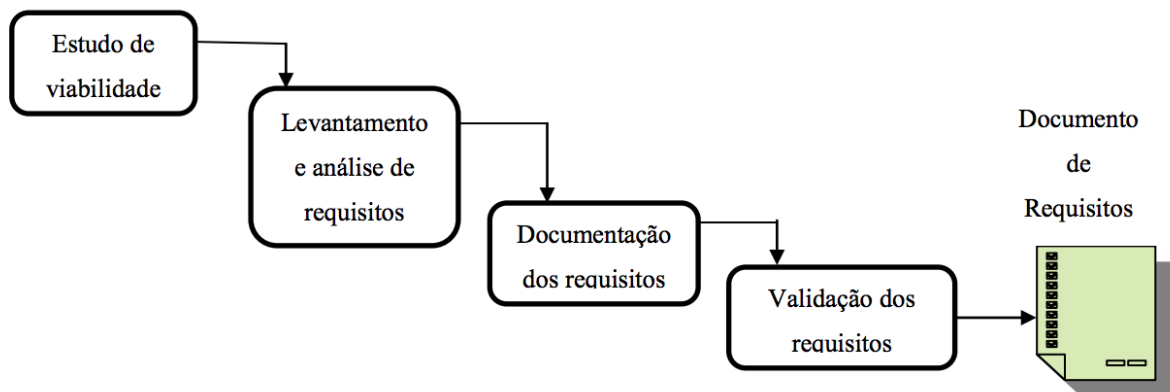 Estudo de
viabilidade
Levantamento
e análise de
requisitos
Documentação
dos requisitos
Validação dos
requisitos
Documento
de
Requisitos